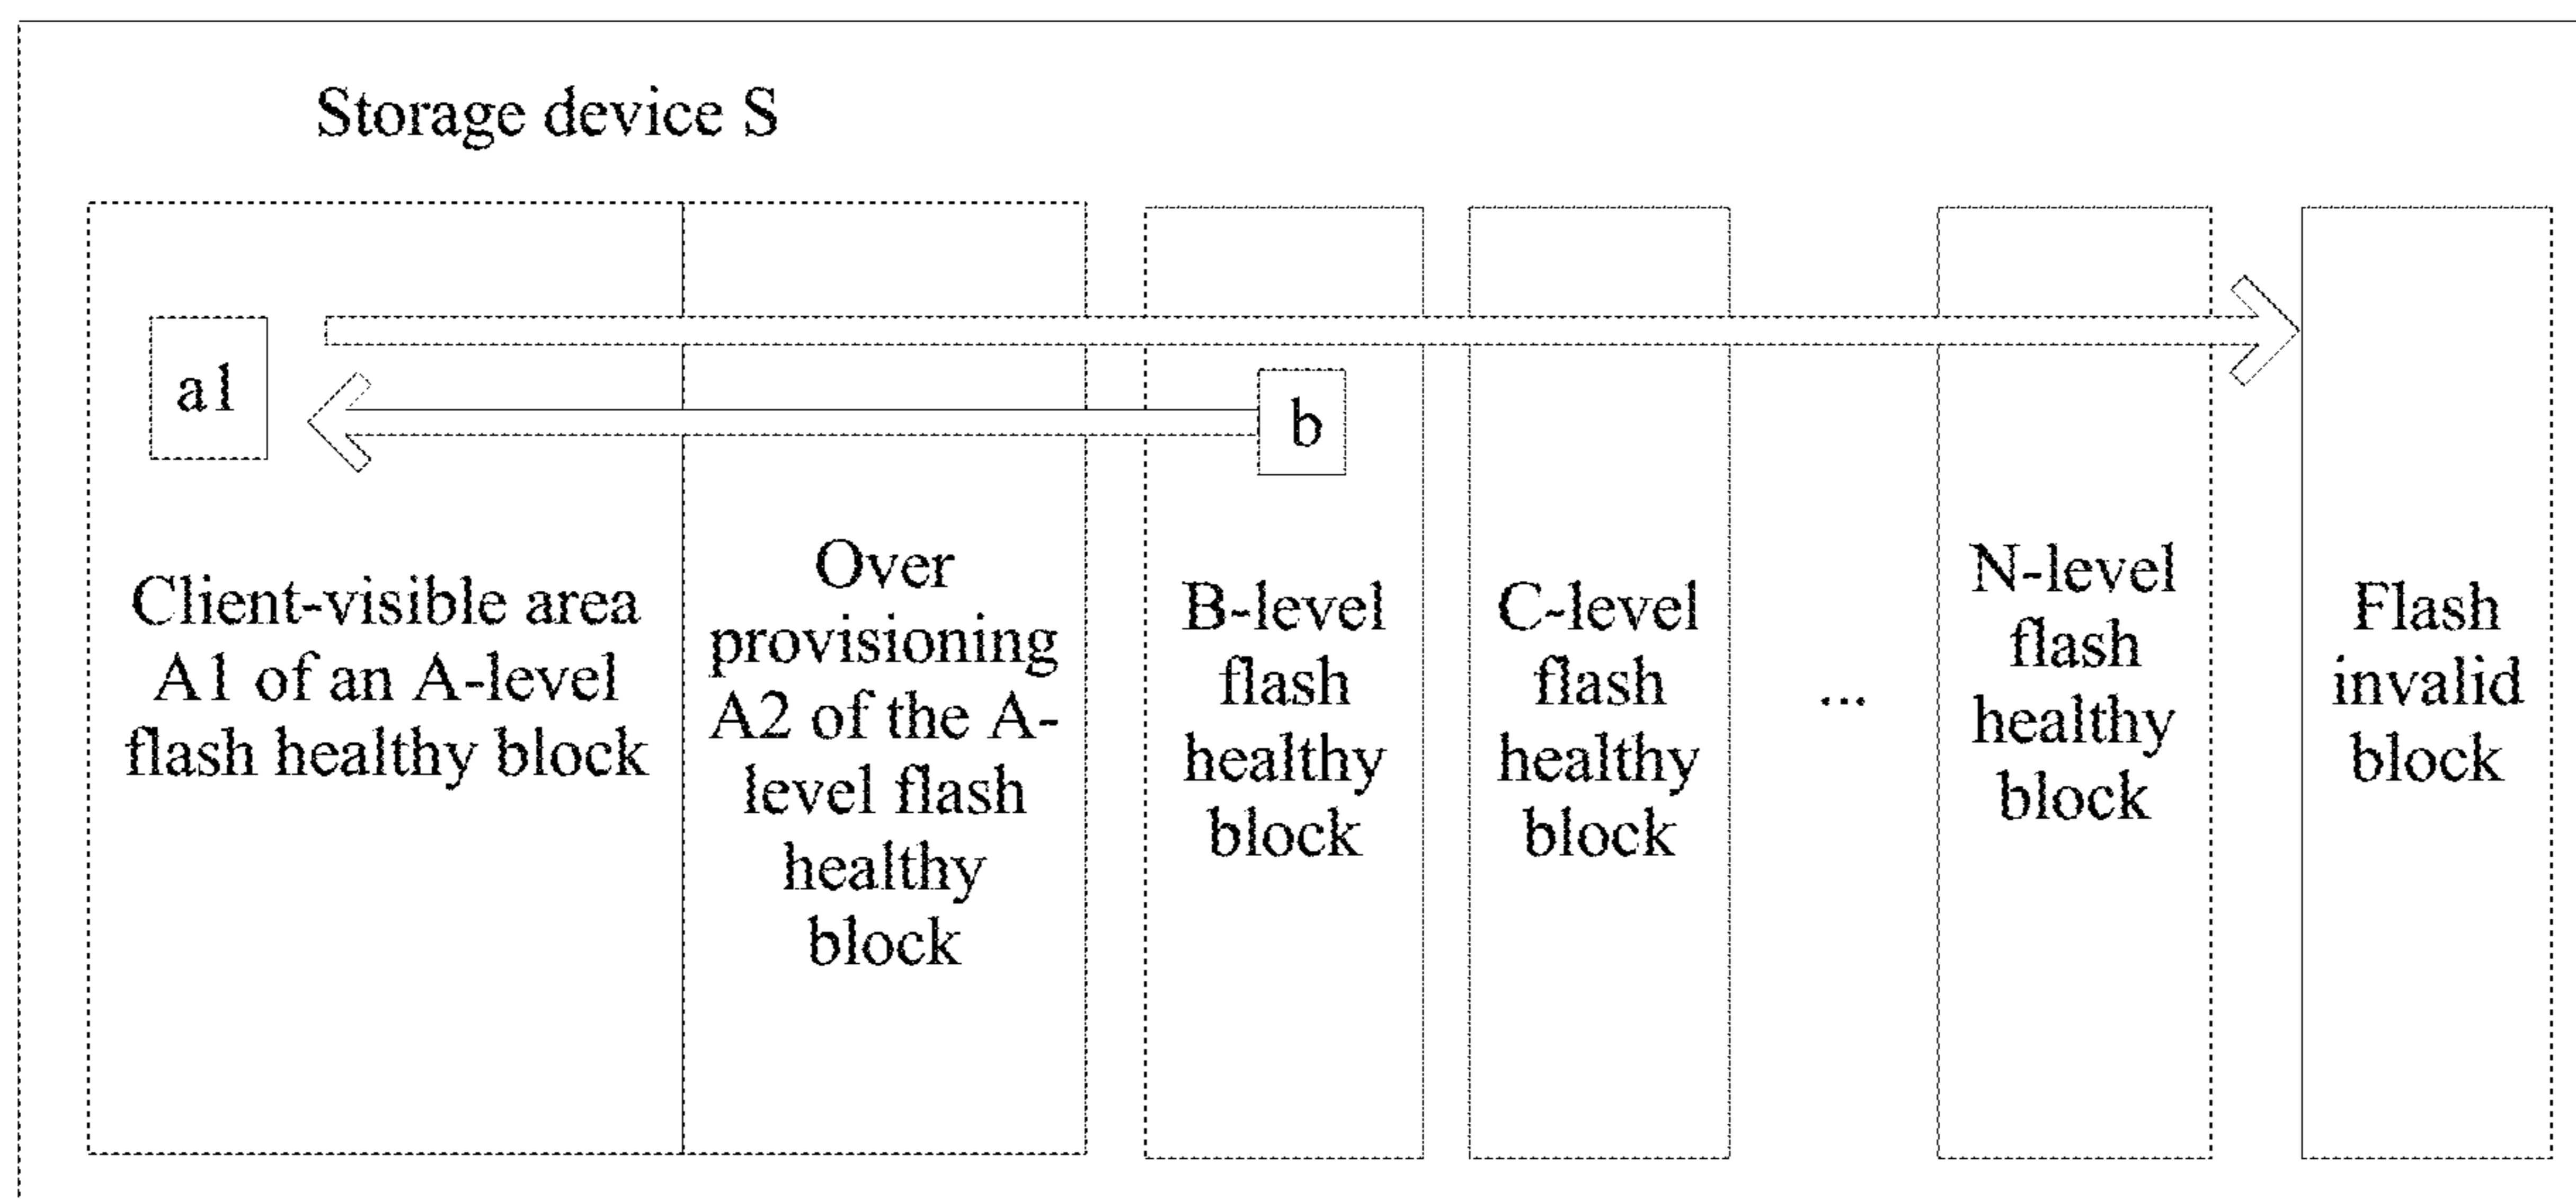 Storage device S
a1
b
Client-visible area
A1 of an A-level
flash healthy block
Over
provisioning
A2 of the A-
level flash
healthy
block
B-level
flash
healthy
block
C-level
flash
healthy
block
...
N-level
flash
healthy
block
Flash
invalid
block